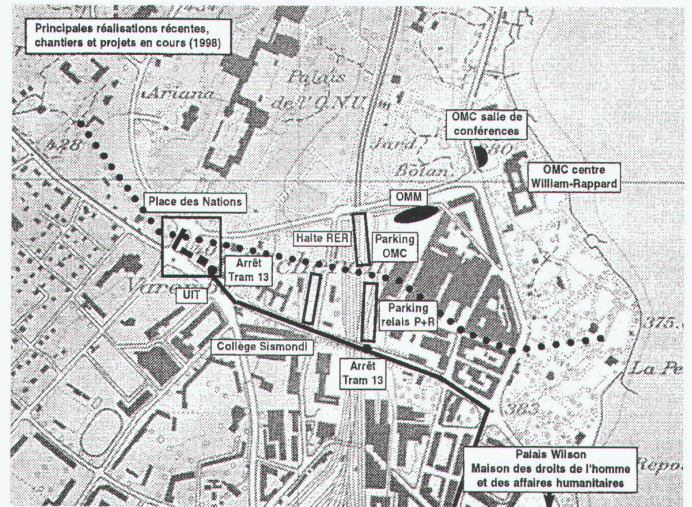 Principales réalisations récentes,
chantiers et projets en cours (1998)
Palais
de l'O.N.U.
Ariana
428
OMC salle de
conférences
280
Jard.
Botan
OMC centre
William-Rappard
Place des Nations
OMM
Halte RER
Parking
OMC
Arrêt
Tram 13
Varem
UIT
Parking
relais P+R
375.
Collège Sismondi
Arrêt
Tram 13
La Pe
383
Palais Wilson
Maison des droits de l'homme
et des affaires humanitaires
Repo